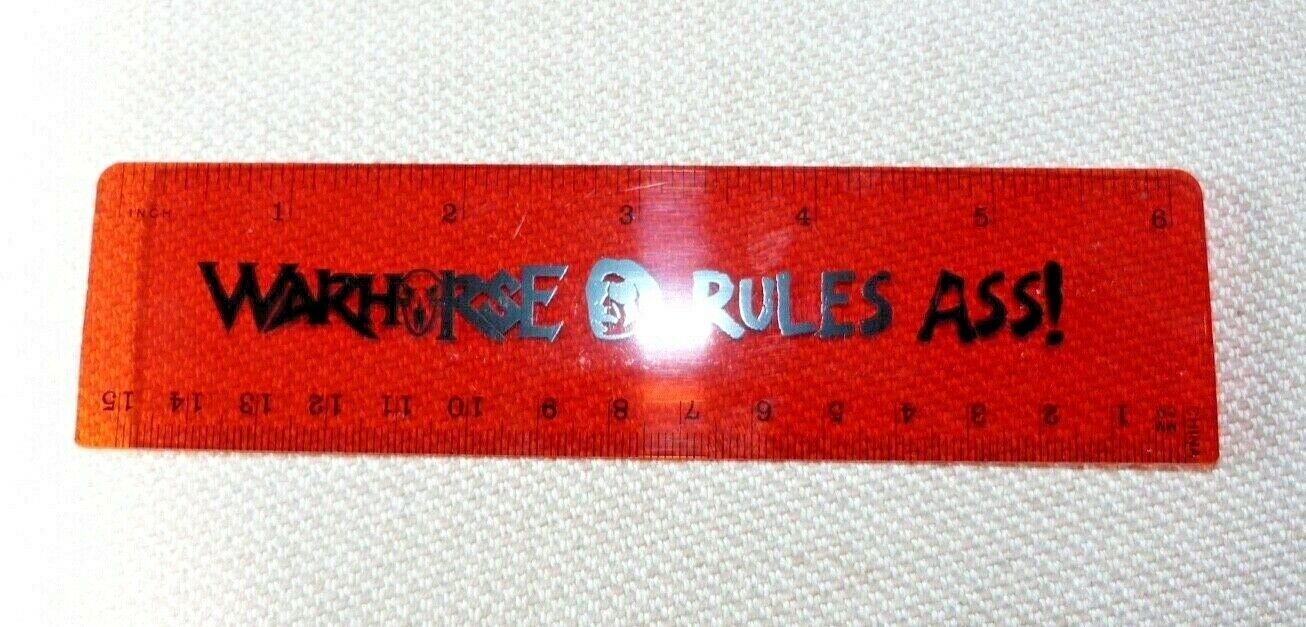 INCH 1 2 3 4 5 6
WARHORSE RULES ASS!
15 14 13 12 11 10 9 8 7 6 5 4 3 2 1
CHINA